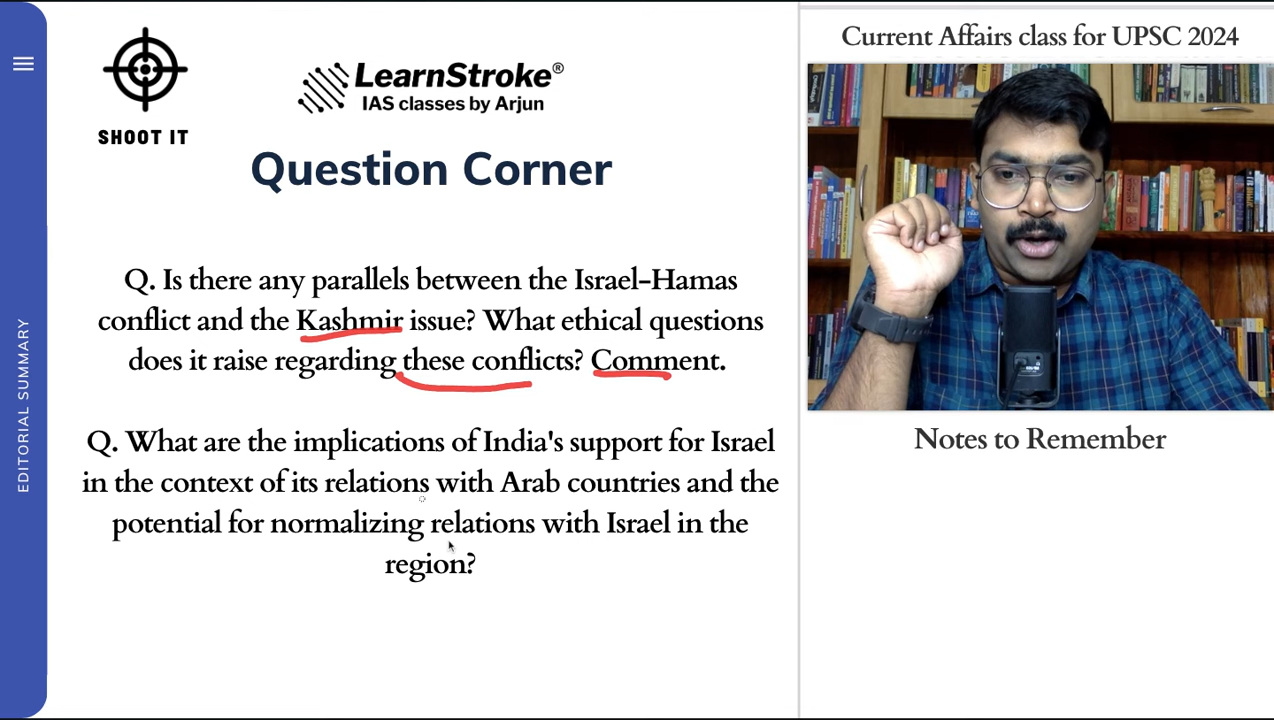 SHOOT IT
LearnStroke®
IAS classes by Arjun
Question Corner
Q. Is there any parallels between the Israel-Hamas
conflict and the Kashmir issue? What ethical questions
does it raise regarding these conflicts? Comment.
Q. What are the implications of India's support for Israel
in the context of its relations with Arab countries and the
potential for normalizing relations with Israel in the
region?
EDITORIAL SUMMARY
Current Affairs class for UPSC 2024
Notes to Remember